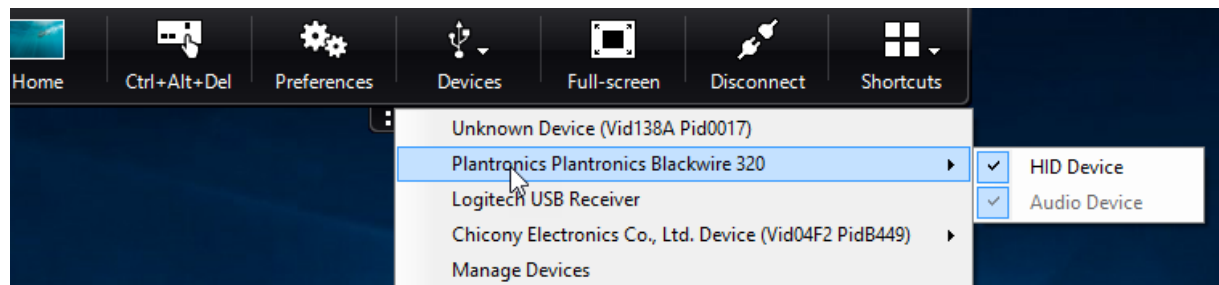 Home Ctrl+Alt+Del Preferences Devices Full-screen Disconnect Shortcuts
Unknown Device (Vid138A Pid0017)
Plantronics Plantronics Blackwire 320
HID Device
Logitech USB Receiver
Audio Device
Chicony Electronics Co., Ltd. Device (Vid04F2 PidB449)
Manage Devices